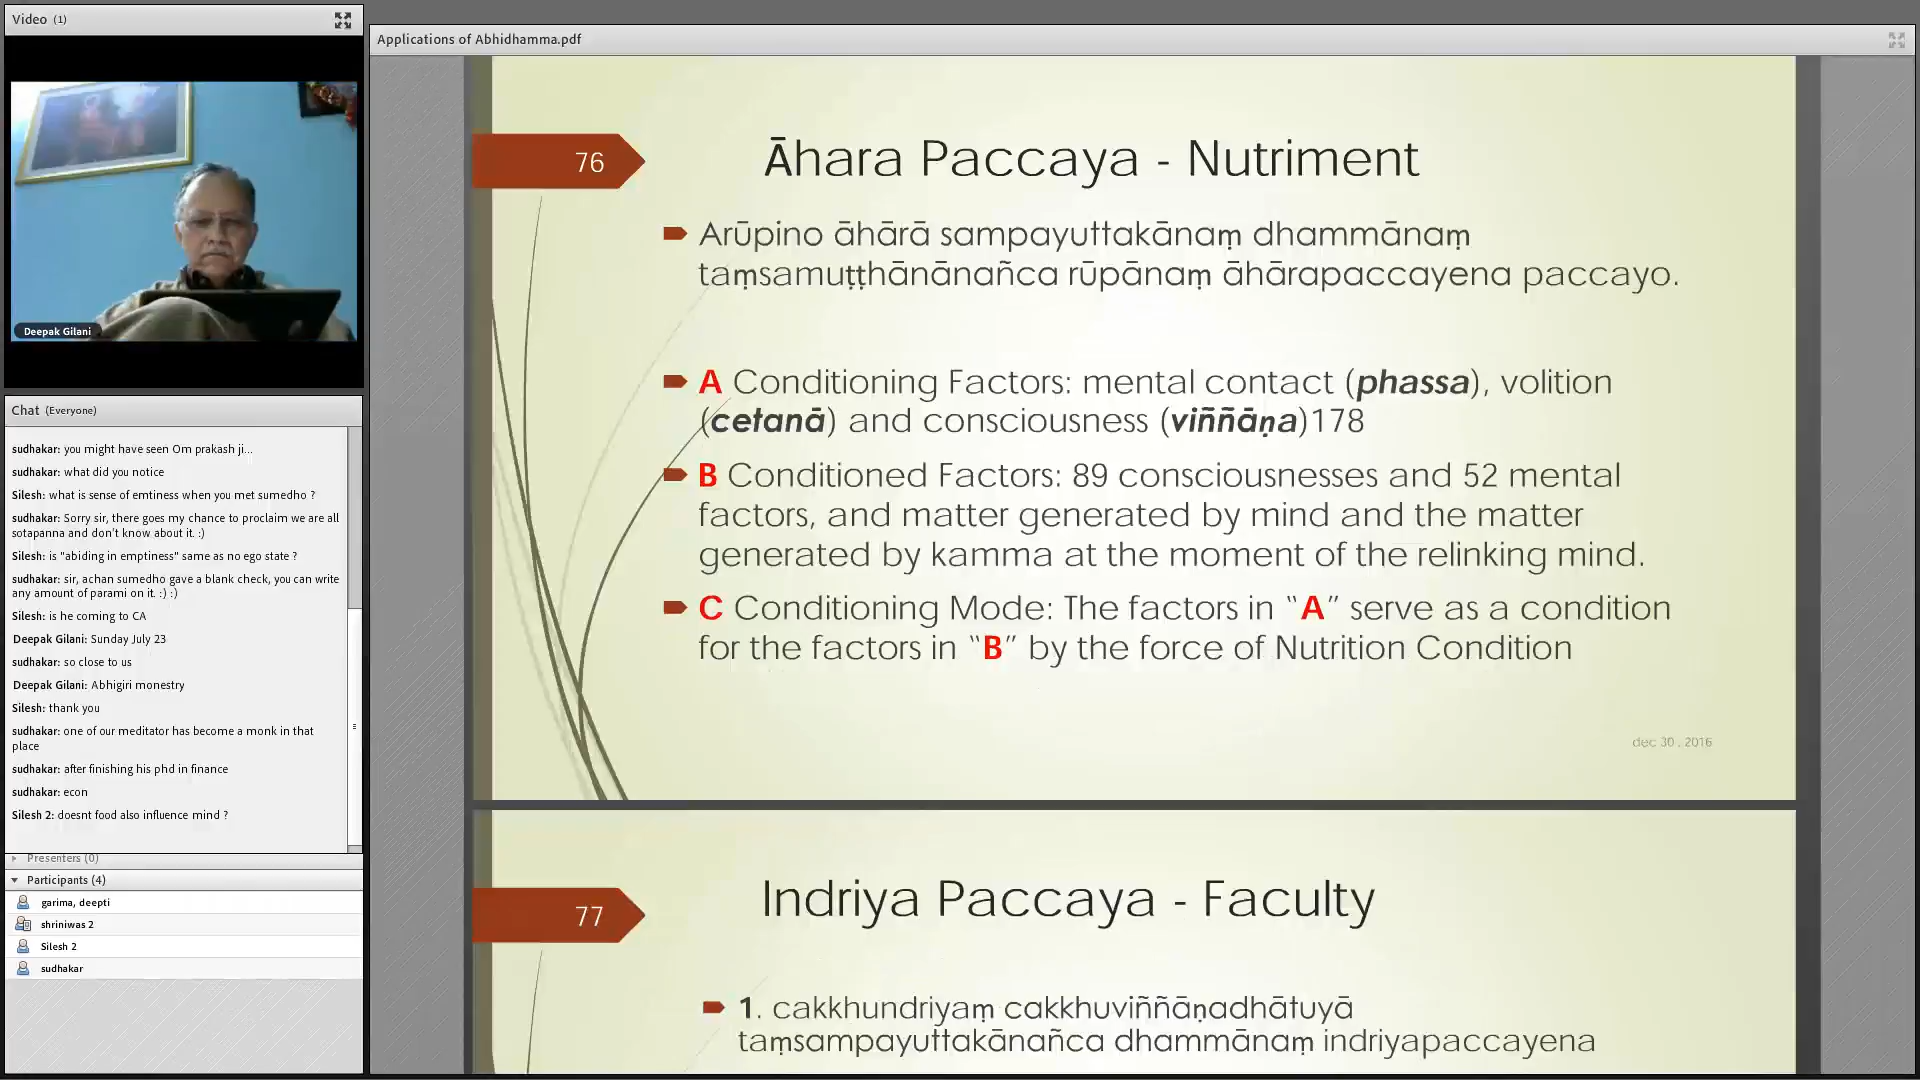 Video (1)
Deepak Gilani
Chat (Everyone)
sudhakar: you might have seen Om prakash ji...
sudhakar: what did you notice
Silesh: what is sense of emtiness when you met sumedho ?
sudhakar: Sorry sir, there goes my chance to proclaim we are all
sotapanna and don't know about it. :)
Silesh: is "abiding in emptiness" same as no ego state ?
sudhakar: sir, achan sumedho gave a blank check, you can write
any amount of parami on it. :) :)
Silesh: is he coming to CA
Deepak Gilani: Sunday July 23
sudhakar: so close to us
Deepak Gilani: Abhigiri monestry
Silesh: thank you
sudhakar: one of our meditator has become a monk in that
place
sudhakar: after finishing his phd in finance
sudhakar: econ
Silesh 2: doesnt food also influence mind ?
Presenters (0)
Participants (4)
garima, deepti
shriniwas 2
Silesh 2
sudhakar
Applications of Abhidhamma.pdf
76
Āhara Paccaya - Nutriment
Arūpino āhārā sampayuttakānaṃ dhammānaṃ
taṃsamuṭṭhānānañca rūpānaṃ āhārapaccayena paccayo.
A Conditioning Factors: mental contact (phassa), volition
(cetanā) and consciousness (viññāṇa)178
B Conditioned Factors: 89 consciousnesses and 52 mental
factors, and matter generated by mind and the matter
generated by kamma at the moment of the relinking mind.
C Conditioning Mode: The factors in "A" serve as a condition
for the factors in "B" by the force of Nutrition Condition
dec 30 , 2016
77
Indriya Paccaya - Faculty
1. cakkhundriyaṃ cakkhuviññāṇadhātuyā
taṃsampayuttakānañca dhammānaṃ indriyapaccayena